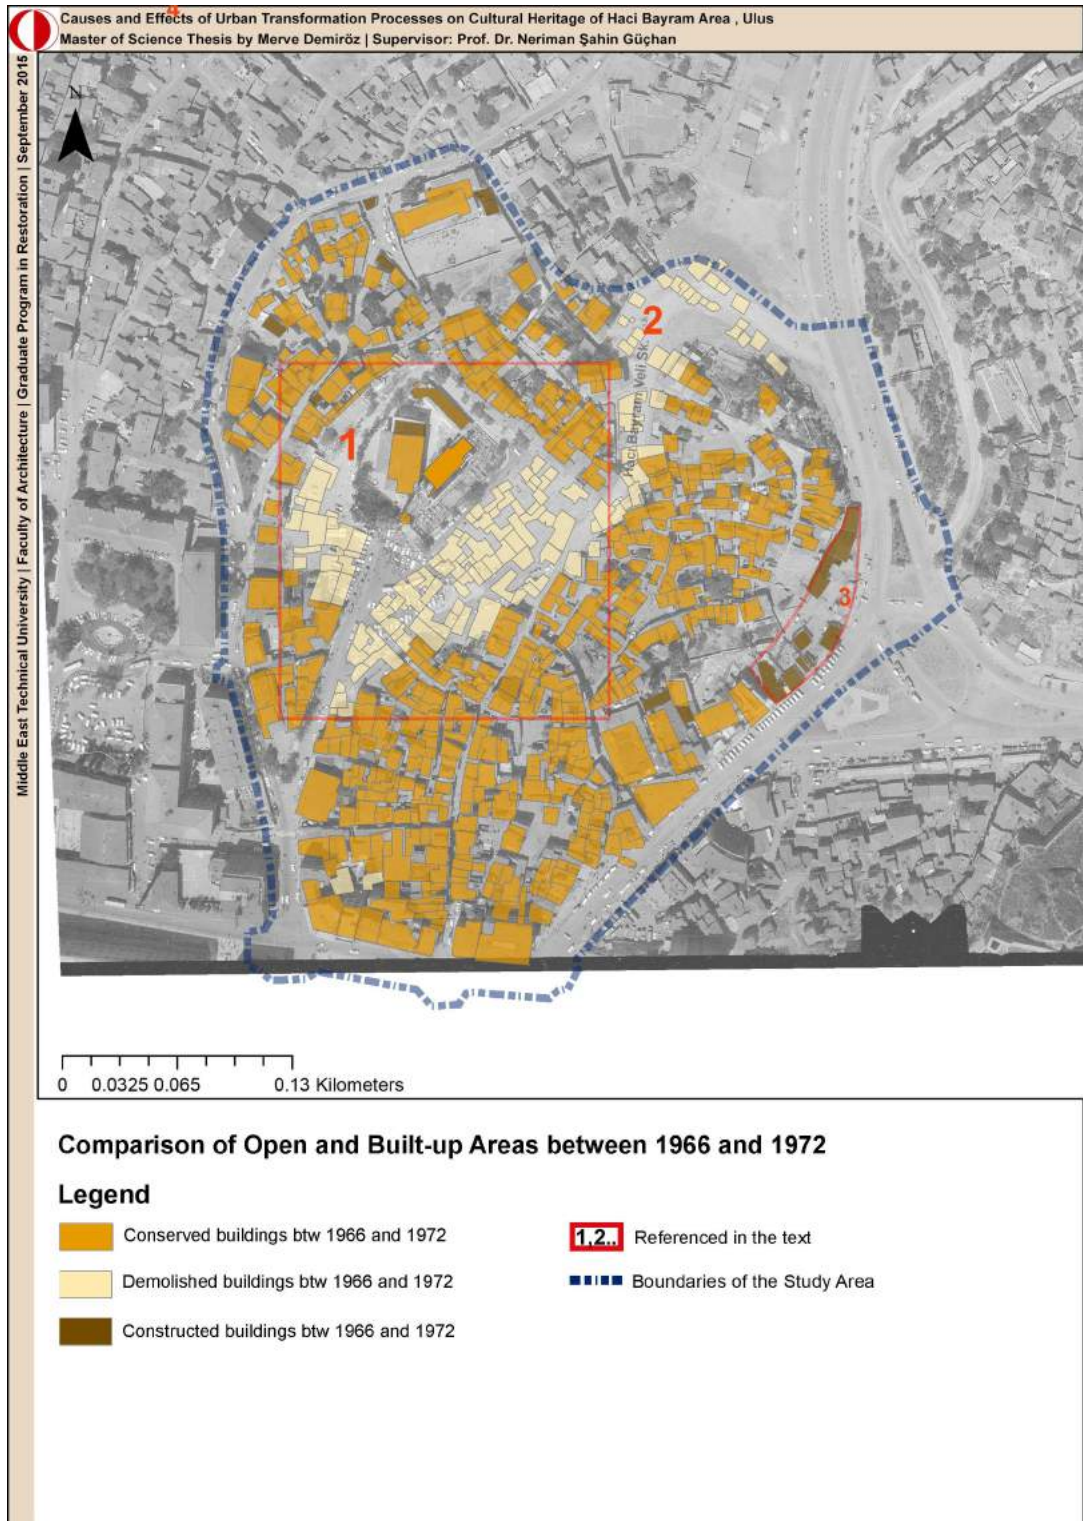 Causes and Effects of Urban Transformation Processes on Cultural Heritage of Haci Bayram Area , Ulus
Master of Science Thesis by Merve Demiröz | Supervisor: Prof. Dr. Neriman Şahin Güçhan
4
Middle East Technical University | Faculty of Architecture | Graduate Program in Restoration | September 2015
N
1
2
Haci Bayram Veli Sk.
3
0 0.0325 0.065 0.13 Kilometers
Comparison of Open and Built-up Areas between 1966 and 1972
Legend
Conserved buildings btw 1966 and 1972
Demolished buildings btw 1966 and 1972
Constructed buildings btw 1966 and 1972
1,2.. Referenced in the text
Boundaries of the Study Area